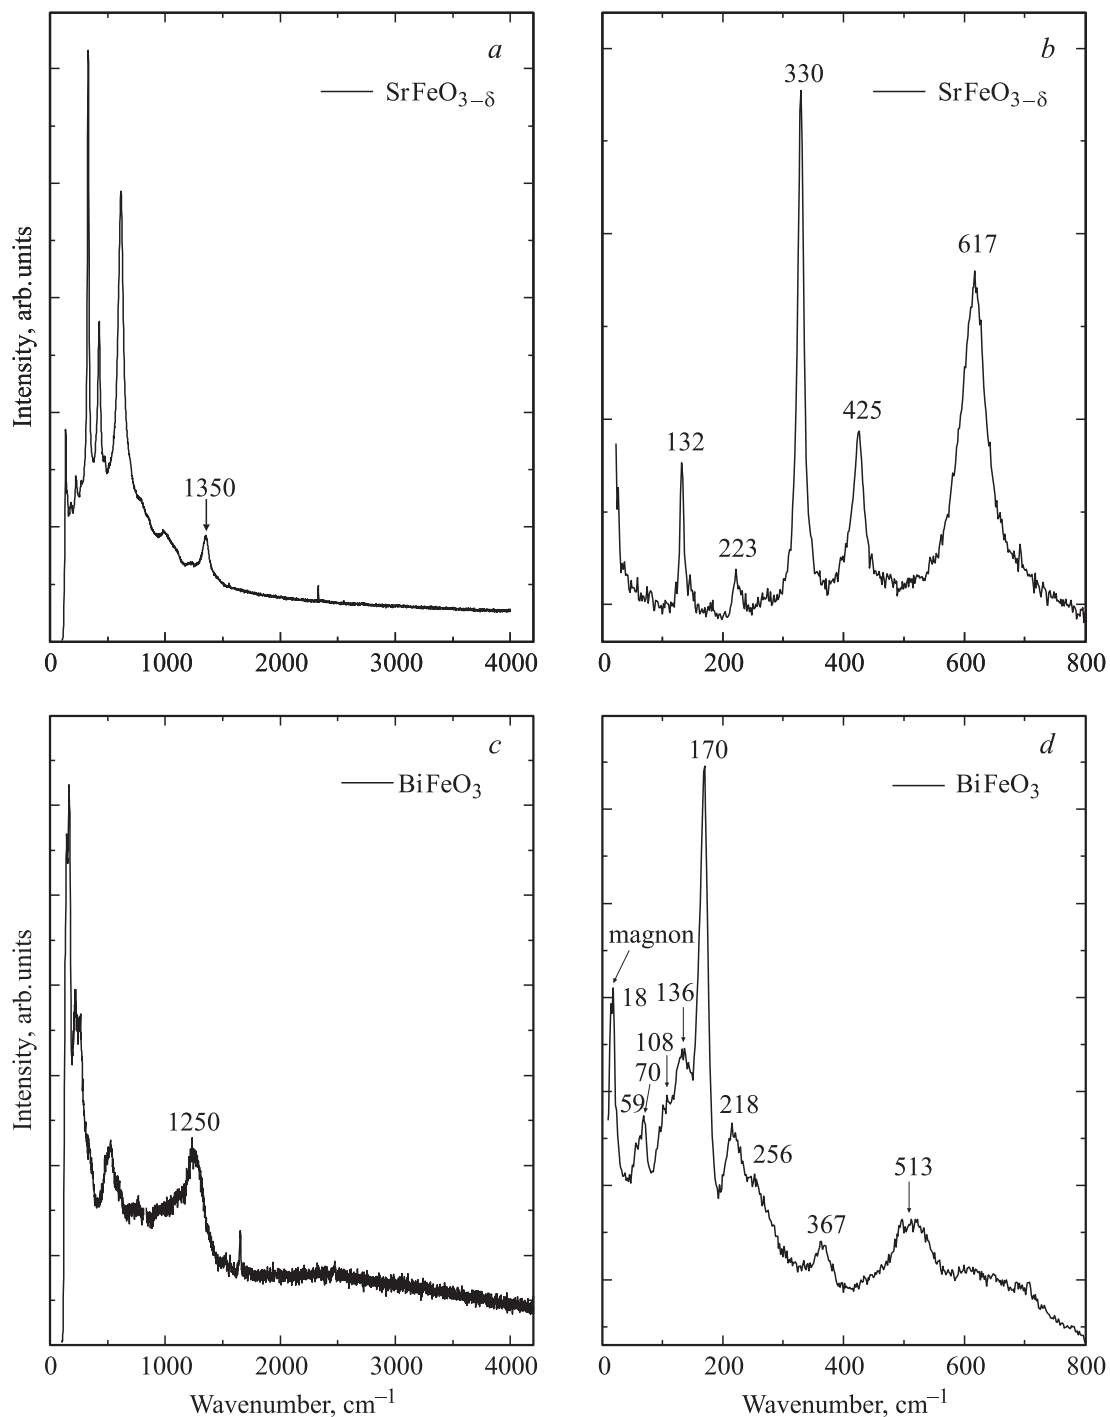 a
SrFeO3−δ
1350
Intensity, arb. units
0 1000 2000 3000 4000
b
SrFeO3−δ
330
617
425
132
223
0 200 400 600 800
c
BiFeO3
1250
Intensity, arb. units
0 1000 2000 3000 4000
Wavenumber, cm−1
d
BiFeO3
170
magnon
18 136
108
70
59
218
256
513
367
0 200 400 600 800
Wavenumber, cm−1